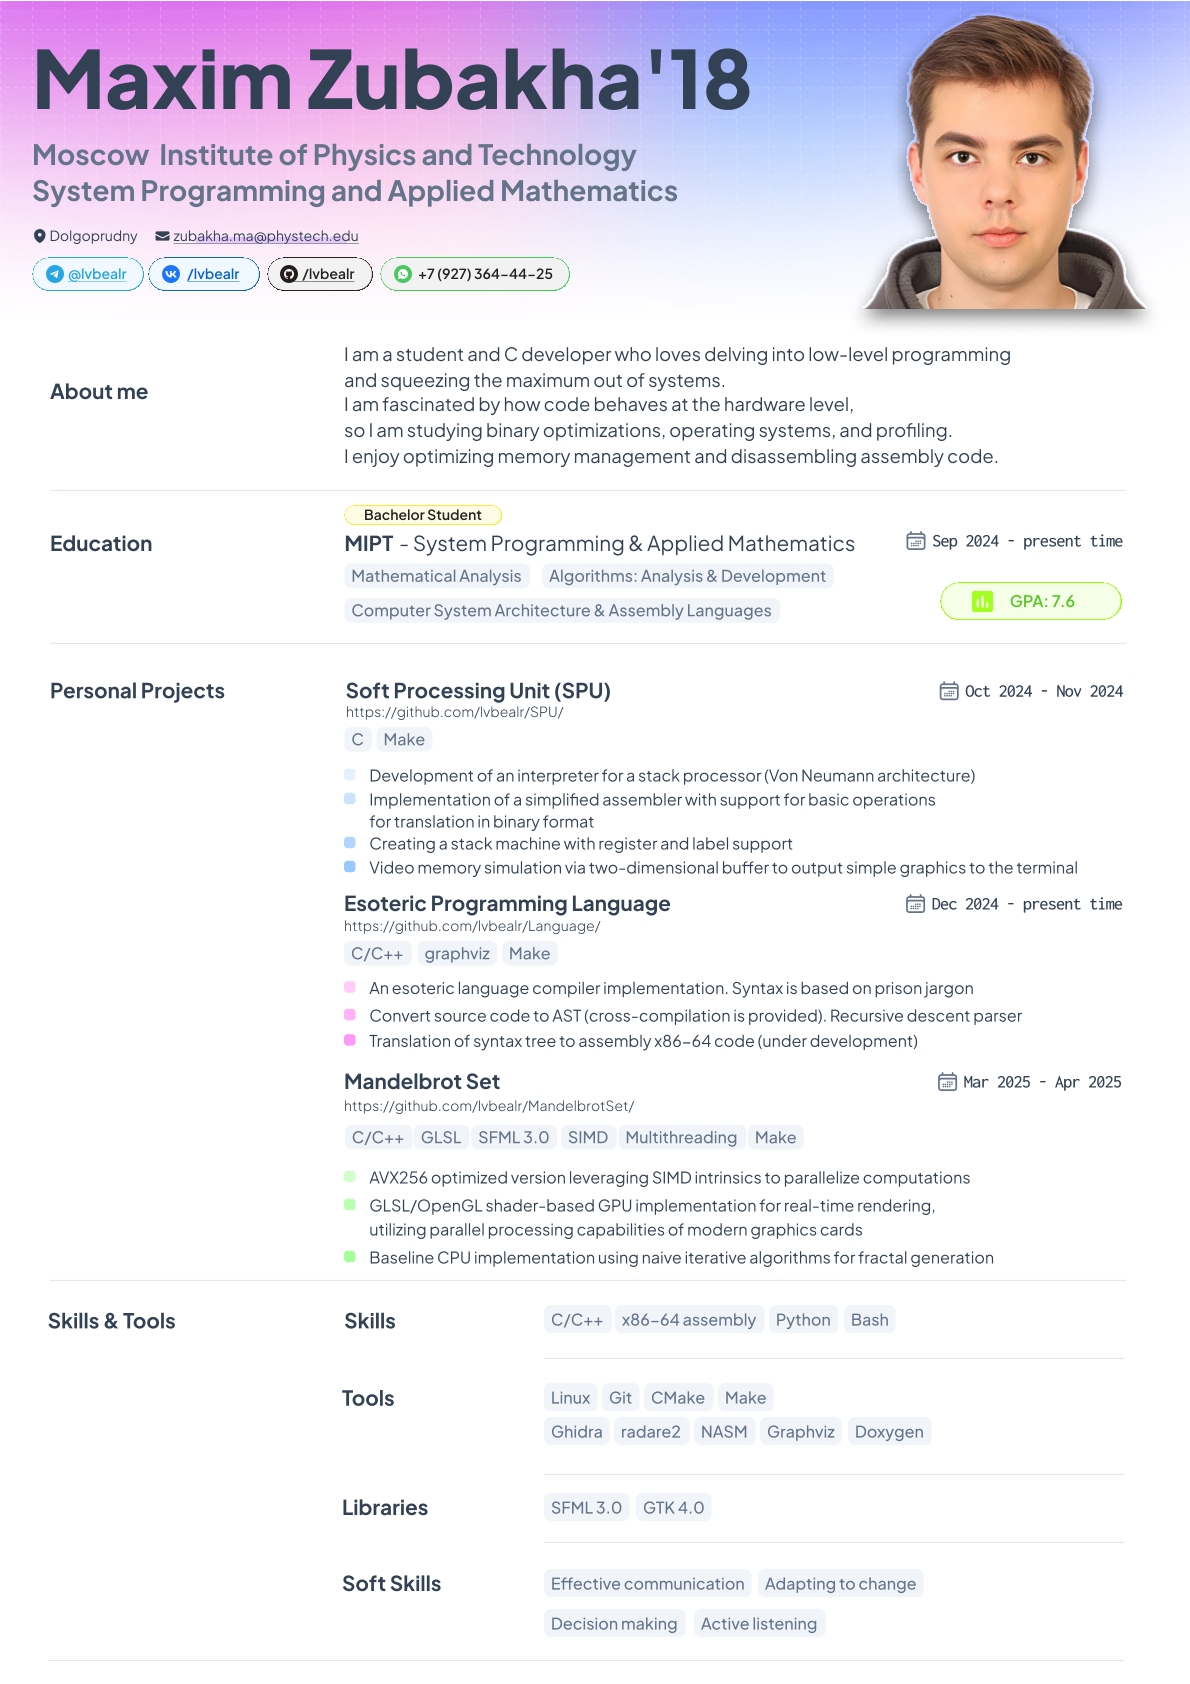 Maxim Zubakha'18
Moscow Institute of Physics and Technology
System Programming and Applied Mathematics
Dolgoprudny zubakha.ma@phystech.edu
@lvbealr /lvbealr /lvbealr +7 (927) 364-44-25
About me
I am a student and C developer who loves delving into low-level programming
and squeezing the maximum out of systems.
I am fascinated by how code behaves at the hardware level,
so I am studying binary optimizations, operating systems, and profiling.
I enjoy optimizing memory management and disassembling assembly code.
Education
Bachelor Student
MIPT - System Programming & Applied Mathematics
Sep 2024 - present time
Mathematical Analysis Algorithms: Analysis & Development
Computer System Architecture & Assembly Languages
GPA: 7.6
Personal Projects
Soft Processing Unit (SPU)
Oct 2024 - Nov 2024
https://github.com/lvbealr/SPU/
C Make
Development of an interpreter for a stack processor (Von Neumann architecture)
Implementation of a simplified assembler with support for basic operations
for translation in binary format
Creating a stack machine with register and label support
Video memory simulation via two-dimensional buffer to output simple graphics to the terminal
Esoteric Programming Language
Dec 2024 - present time
https://github.com/lvbealr/Language/
C/C++ graphviz Make
An esoteric language compiler implementation. Syntax is based on prison jargon
Convert source code to AST (cross-compilation is provided). Recursive descent parser
Translation of syntax tree to assembly x86-64 code (under development)
Mandelbrot Set
Mar 2025 - Apr 2025
https://github.com/lvbealr/MandelbrotSet/
C/C++ GLSL SFML 3.0 SIMD Multithreading Make
AVX256 optimized version leveraging SIMD intrinsics to parallelize computations
GLSL/OpenGL shader-based GPU implementation for real-time rendering,
utilizing parallel processing capabilities of modern graphics cards
Baseline CPU implementation using naive iterative algorithms for fractal generation
Skills & Tools
Skills
C/C++ x86-64 assembly Python Bash
Tools
Linux Git CMake Make
Ghidra radare2 NASM Graphviz Doxygen
Libraries
SFML 3.0 GTK 4.0
Soft Skills
Effective communication Adapting to change
Decision making Active listening